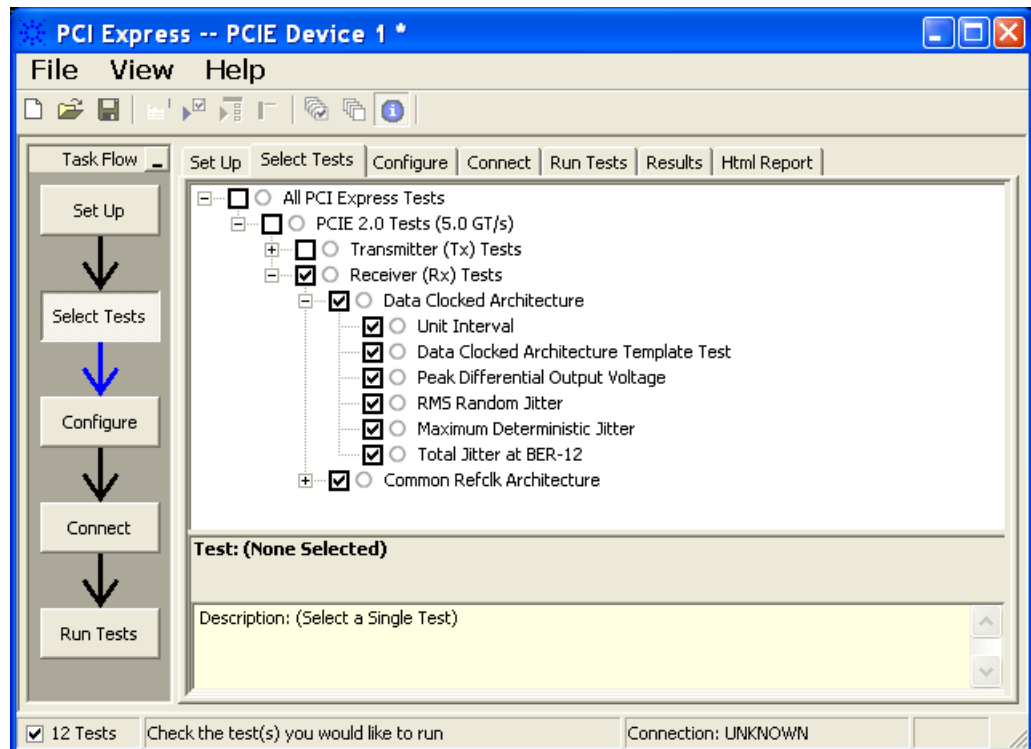 PCI Express -- PCIE Device 1 *
File View Help
Task Flow
Set Up
Select Tests
Configure
Connect
Run Tests
Set Up Select Tests Configure Connect Run Tests Results Html Report
All PCI Express Tests
PCIE 2.0 Tests (5.0 GT/s)
Transmitter (Tx) Tests
Receiver (Rx) Tests
Data Clocked Architecture
Unit Interval
Data Clocked Architecture Template Test
Peak Differential Output Voltage
RMS Random Jitter
Maximum Deterministic Jitter
Total Jitter at BER-12
Common Refclk Architecture
Test: (None Selected)
Description: (Select a Single Test)
12 Tests Check the test(s) you would like to run Connection: UNKNOWN